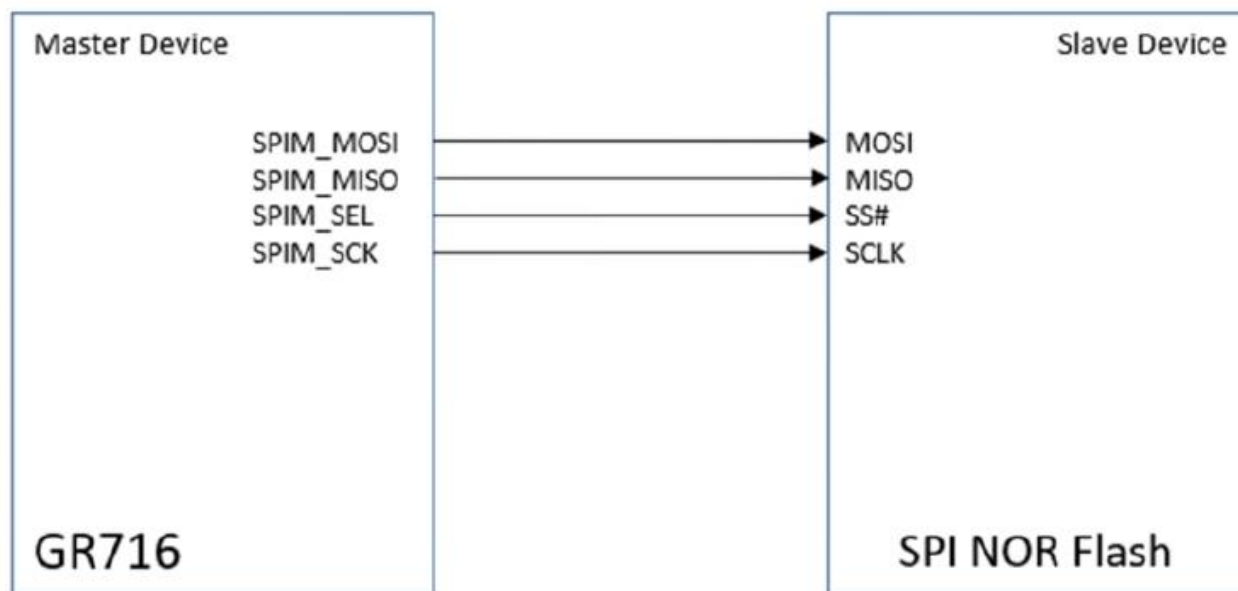 Master Device
SPIM_MOSI
SPIM_MISO
SPIM_SEL
SPIM_SCK
GR716
Slave Device
MOSI
MISO
SS#
SCLK
SPI NOR Flash